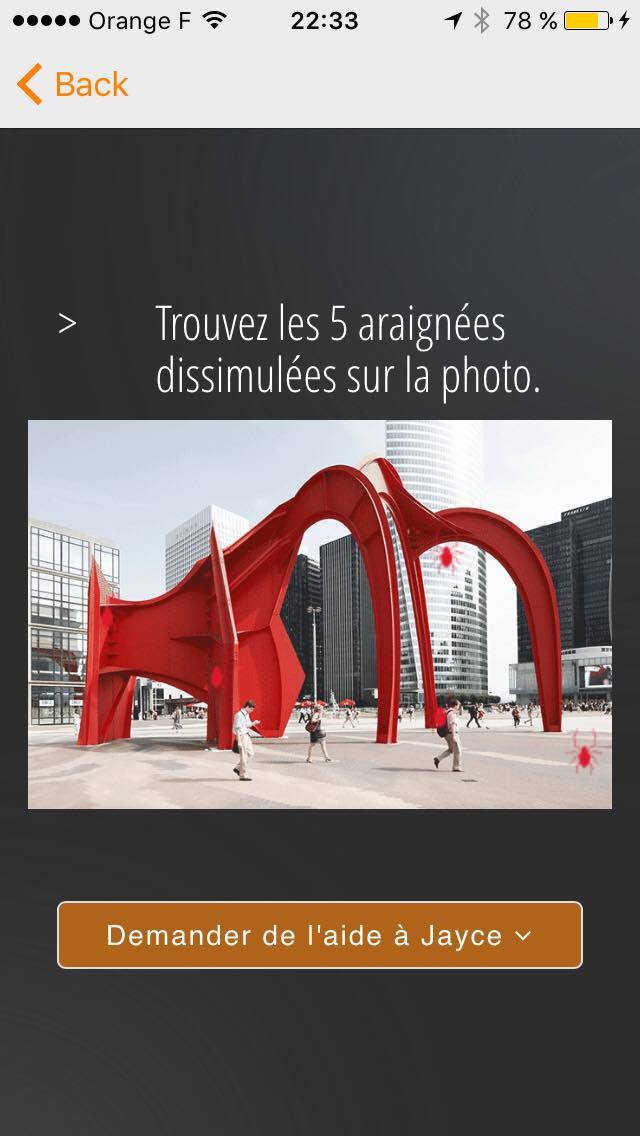 Orange F 22:33 78 %
Back
> Trouvez les 5 araignées
dissimulées sur la photo.
Demander de l'aide à Jayce